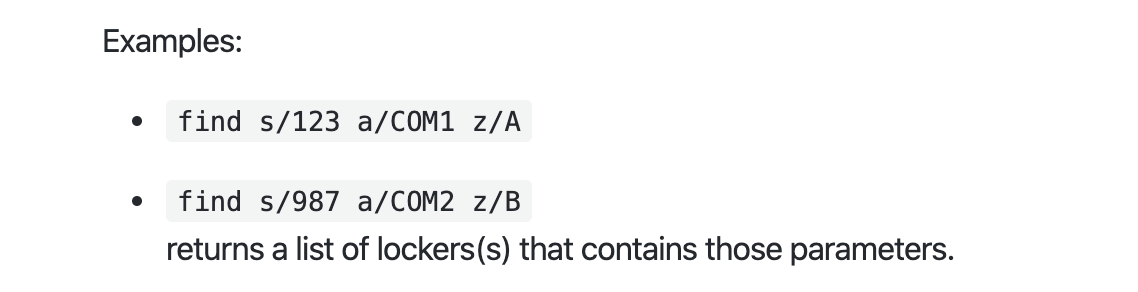 Examples:
find s/123 a/COM1 z/A
find s/987 a/COM2 z/B
returns a list of lockers(s) that contains those parameters.